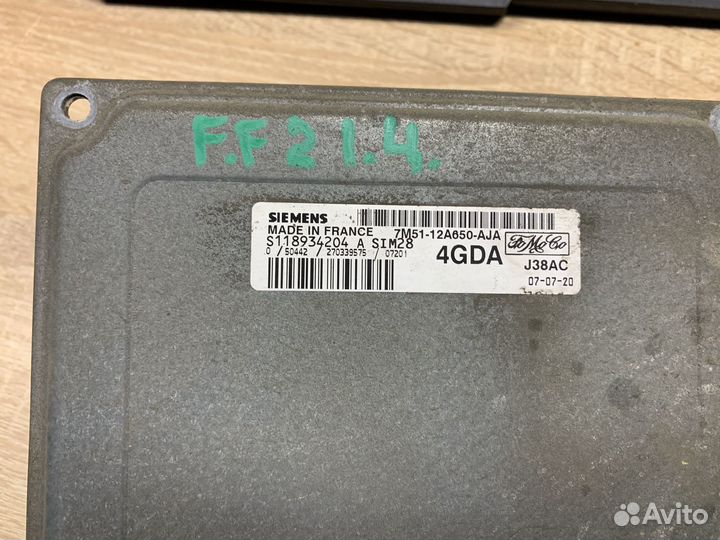 F.F 2 1.4.
SIEMENS
MADE IN FRANCE 7M51-12A650-AJA
S118934204 A SIM28
0 / 50442 / 270339575 / 07201
4GDA
FoMoCo
J38AC
07-07-20
Avito